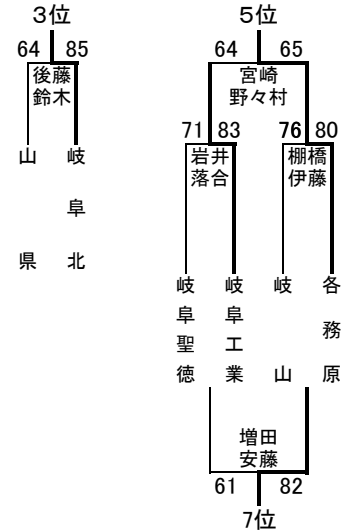 3位
5位
64 85
後藤
鈴木
山県
岐阜北
64 65
宮崎
野々村
71 83
岩井
落合
76 80
棚橋
伊藤
岐阜聖徳
岐阜工業
岐山
各務原
増田
安藤
61 82
7位